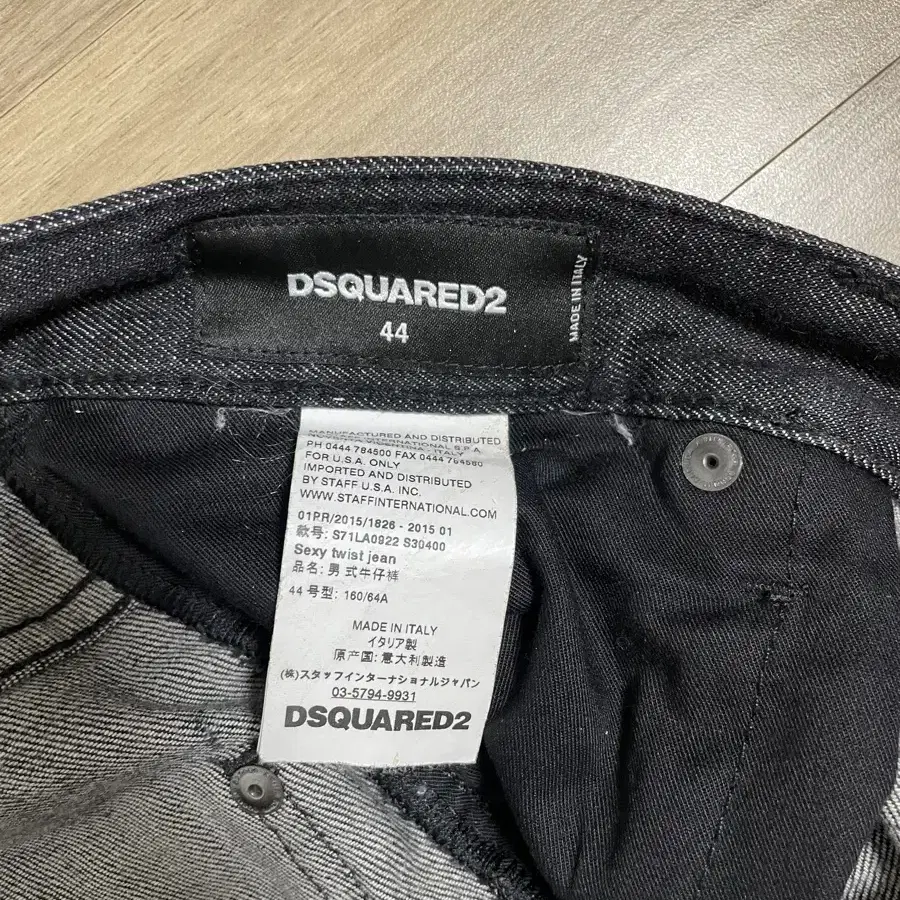 DSQUARED2
44
MADE IN ITALY
MANUFACTURED AND DISTRIBUTED
INTERNATIONAL S.P.A
ITALY
PH 0444 784500 FAX 0444 784560
FOR U.S.A. ONLY
IMPORTED AND DISTRIBUTED
BY STAFF U.S.A. INC.
WWW.STAFFINTERNATIONAL.COM
01PR/2015/1826 - 2015 01
款号: S71LA0922 S30400
Sexy twist jean
品名: 男 式牛仔裤
44 号型: 160/64A
MADE IN ITALY
イタリア製
原产国: 意大利製造
(株)スタッフインターナショナルジャパン
03-5794-9931
DSQUARED2